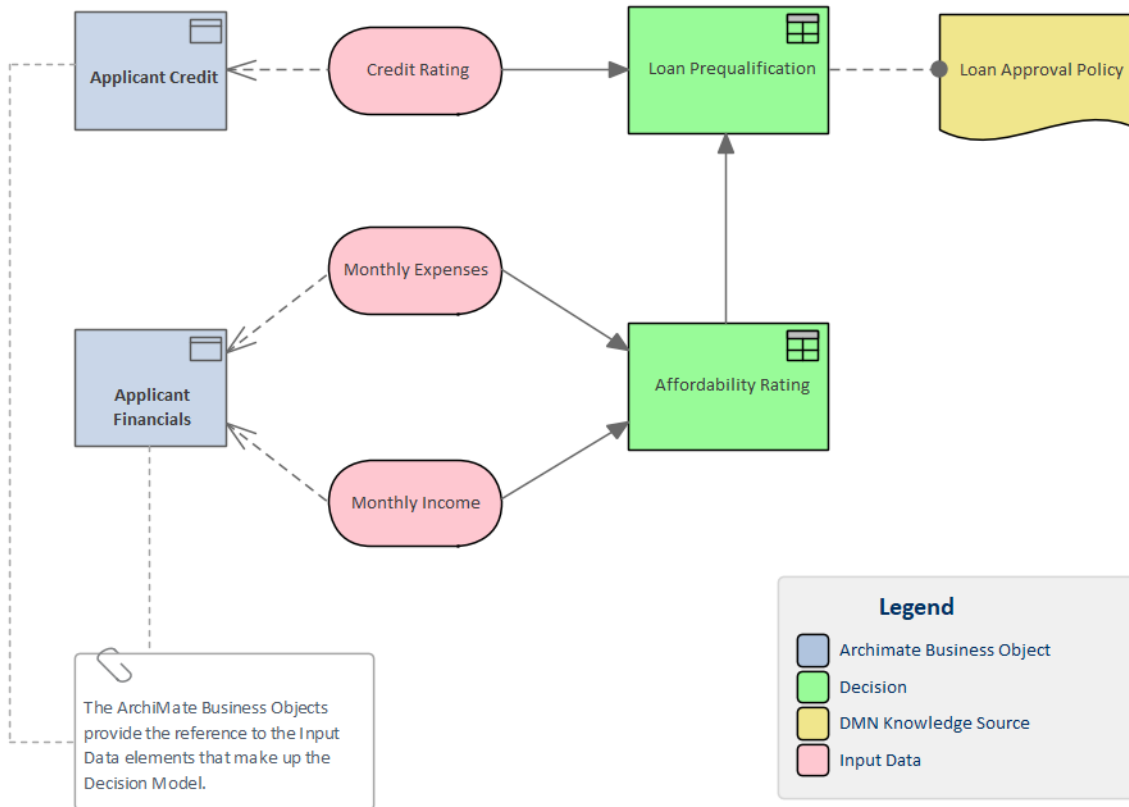 Applicant Credit
Credit Rating
Loan Prequalification
Loan Approval Policy
Monthly Expenses
Applicant
Financials
Affordability Rating
Monthly Income
The ArchiMate Business Objects
provide the reference to the Input
Data elements that make up the
Decision Model.
Legend
Archimate Business Object
Decision
DMN Knowledge Source
Input Data